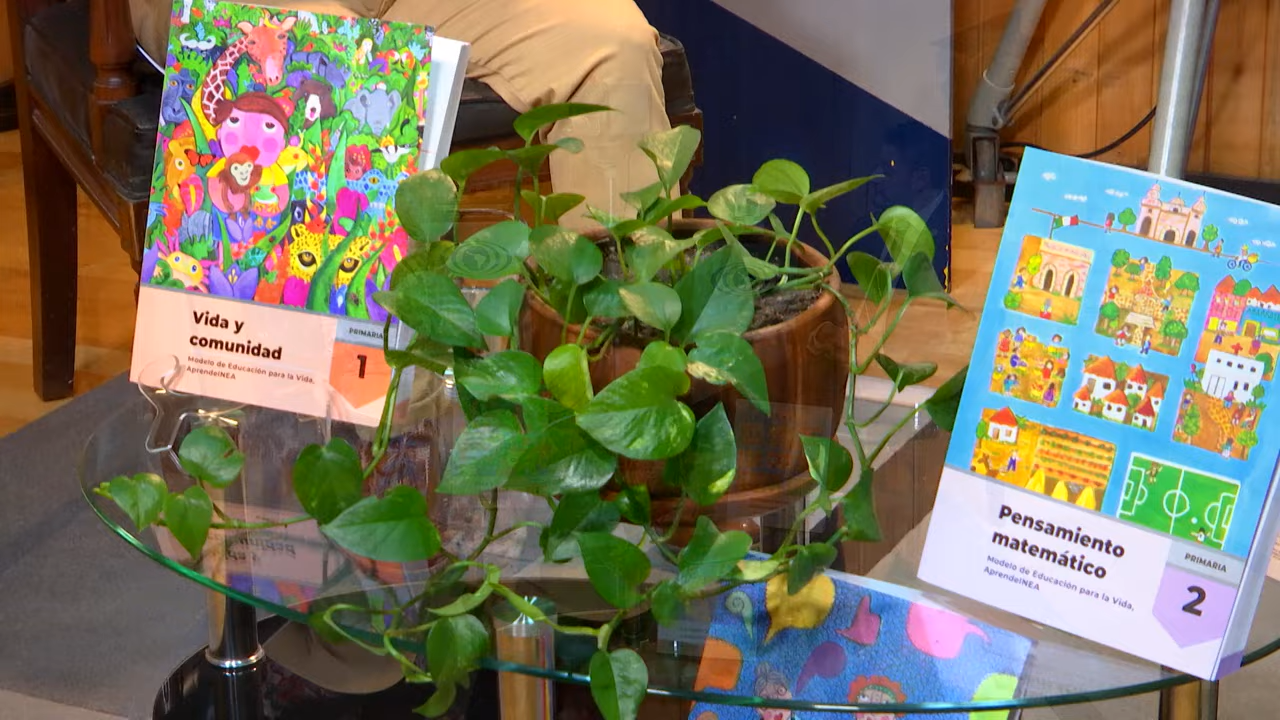 Vida y
comunidad
Modelo de Educación para la Vida,
AprendeINEA
PRIMARIA
1
Pensamiento
matemático
Modelo de Educación para la Vida,
AprendeINEA
PRIMARIA
2